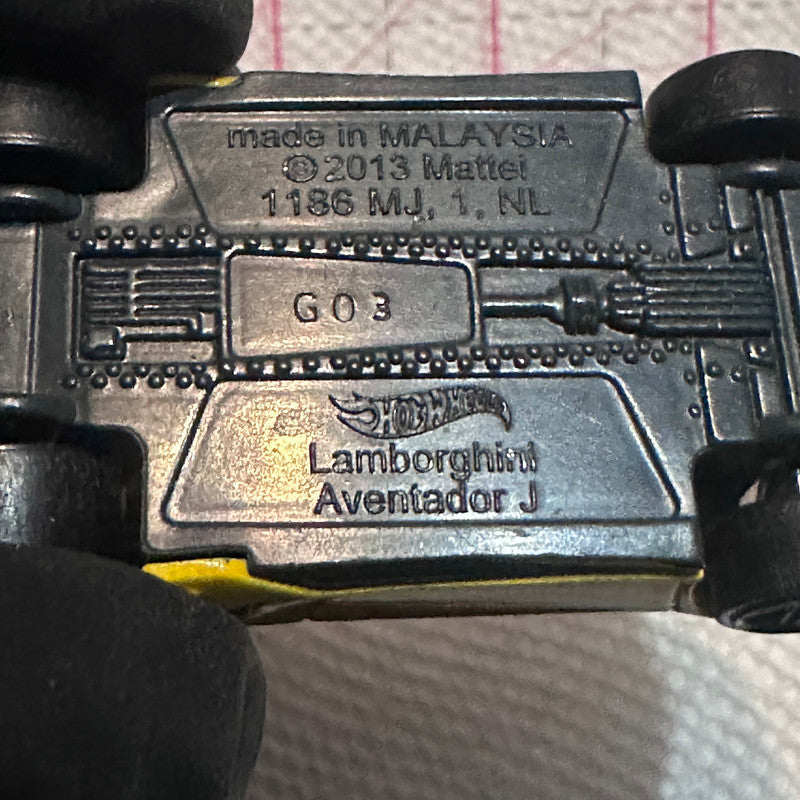 made in MALAYSIA
© 2013 Mattel
1186 MJ, 1, NL
G03
HOT WHEELS
Lamborghini
Aventador J